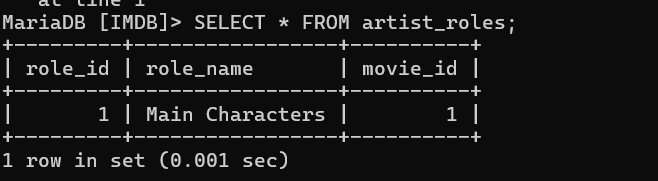 at line 1
MariaDB [IMDB]> SELECT * FROM artist_roles;
+---------+-----------------+----------+
| role_id | role_name       | movie_id |
+---------+-----------------+----------+
|       1 | Main Characters |        1 |
+---------+-----------------+----------+
1 row in set (0.001 sec)